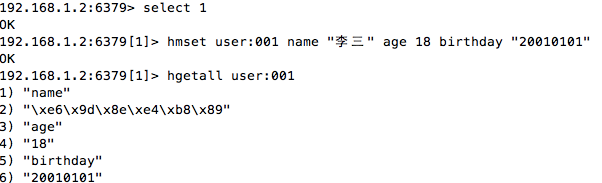 192.168.1.2:6379> select 1
OK
192.168.1.2:6379[1]> hmset user:001 name "李三" age 18 birthday "20010101"
OK
192.168.1.2:6379[1]> hgetall user:001
1) "name"
2) "\xe6\x9d\x8e\xe4\xb8\x89"
3) "age"
4) "18"
5) "birthday"
6) "20010101"